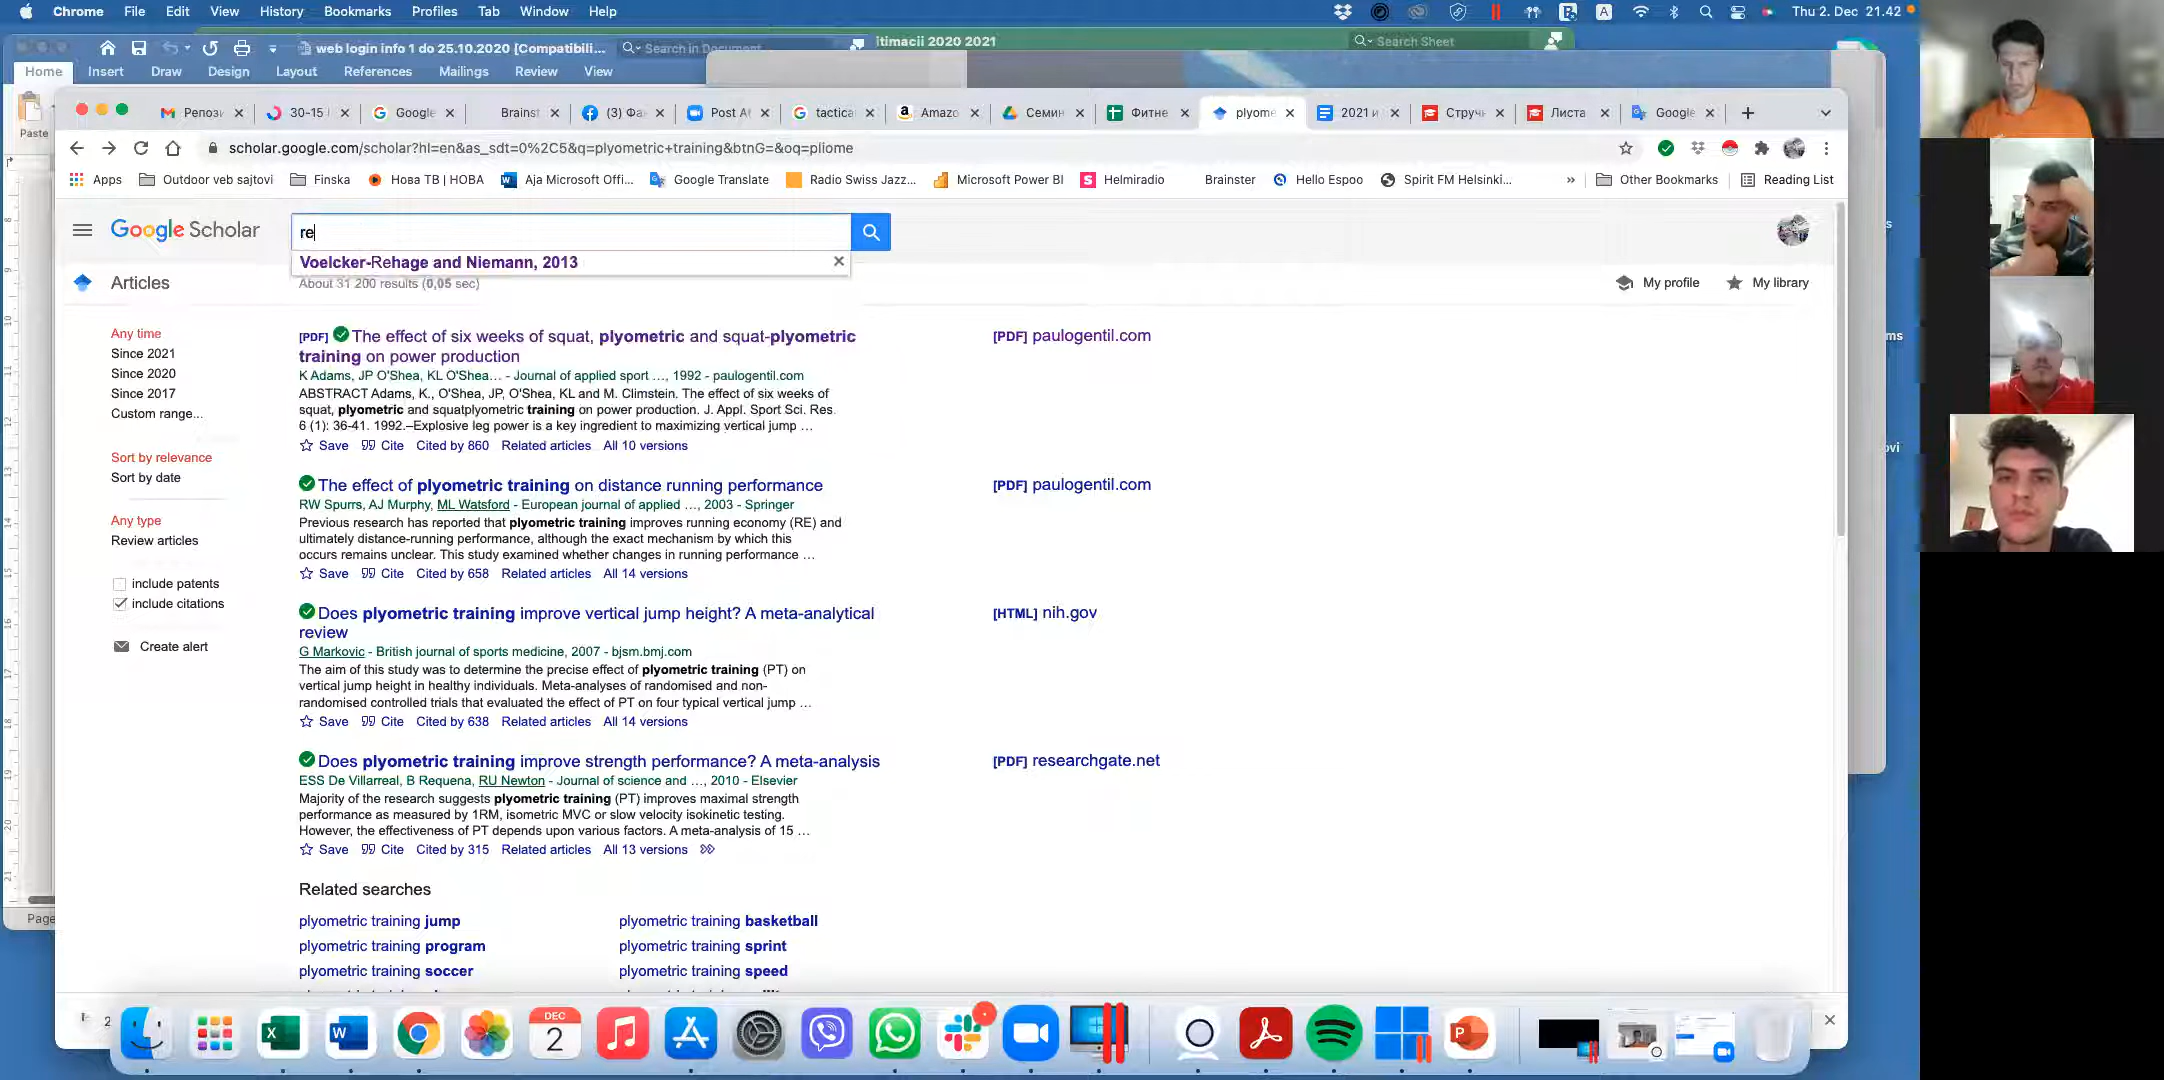 Chrome File Edit View History Bookmarks Profiles Tab Window Help
Thu 2. Dec 21.42
web login info 1 do 25.10.2020 [Compatibili...
Search in Document
itimacii 2020 2021
Search Sheet
Home Insert Draw Design Layout References Mailings Review View
Paste
Репози
30-15
Google
Brainst
(3) Фа
Post A
tactica
Amazo
Семин
Фитне
plyome
2021 и
Стручн
Листа
Google
scholar.google.com/scholar?hl=en&as_sdt=0%2C5&q=plyometric+training&btnG=&oq=pliome
Apps
Outdoor veb sajtovi
Finska
Нова ТВ | НОВА
Aja Microsoft Offi...
Google Translate
Radio Swiss Jazz...
Microsoft Power BI
Helmiradio
Brainster
Hello Espoo
Spirit FM Helsinki...
»
Other Bookmarks
Reading List
Google Scholar
re
Voelcker-Rehage and Niemann, 2013
Articles
About 31 200 results (0,05 sec)
My profile
My library
Any time
Since 2021
Since 2020
Since 2017
Custom range...
Sort by relevance
Sort by date
Any type
Review articles
include patents
include citations
Create alert
[PDF] The effect of six weeks of squat, plyometric and squat-plyometric
training on power production
K Adams, JP O'Shea, KL O'Shea... - Journal of applied sport ..., 1992 - paulogentil.com
ABSTRACT Adams, K., O'Shea, JP, O'Shea, KL and M. Climstein. The effect of six weeks of
squat, plyometric and squatplyometric training on power production. J. Appl. Sport Sci. Res.
6 (1): 36-41. 1992.–Explosive leg power is a key ingredient to maximizing vertical jump ...
Save Cite Cited by 860 Related articles All 10 versions
[PDF] paulogentil.com
The effect of plyometric training on distance running performance
RW Spurrs, AJ Murphy, ML Watsford - European journal of applied ..., 2003 - Springer
Previous research has reported that plyometric training improves running economy (RE) and
ultimately distance-running performance, although the exact mechanism by which this
occurs remains unclear. This study examined whether changes in running performance ...
Save Cite Cited by 658 Related articles All 14 versions
[PDF] paulogentil.com
Does plyometric training improve vertical jump height? A meta-analytical
review
G Markovic - British journal of sports medicine, 2007 - bjsm.bmj.com
The aim of this study was to determine the precise effect of plyometric training (PT) on
vertical jump height in healthy individuals. Meta-analyses of randomised and non-
randomised controlled trials that evaluated the effect of PT on four typical vertical jump ...
Save Cite Cited by 638 Related articles All 14 versions
[HTML] nih.gov
Does plyometric training improve strength performance? A meta-analysis
ESS De Villarreal, B Requena, RU Newton - Journal of science and ..., 2010 - Elsevier
Majority of the research suggests plyometric training (PT) improves maximal strength
performance as measured by 1RM, isometric MVC or slow velocity isokinetic testing.
However, the effectiveness of PT depends upon various factors. A meta-analysis of 15 ...
Save Cite Cited by 315 Related articles All 13 versions
[PDF] researchgate.net
Related searches
plyometric training jump
plyometric training program
plyometric training soccer
plyometric training basketball
plyometric training sprint
plyometric training speed
Page
DEC
2